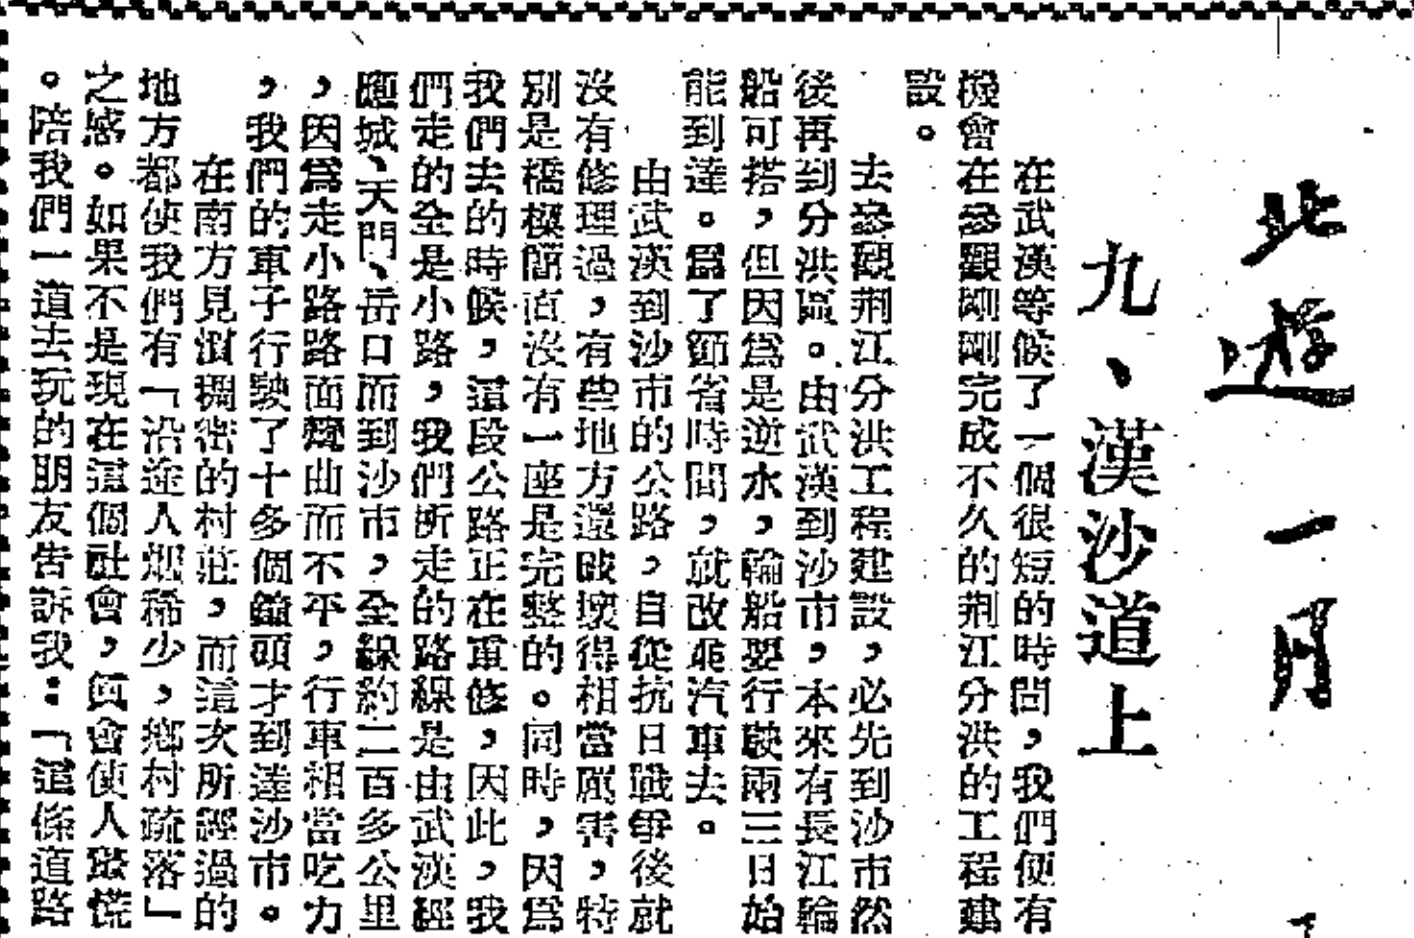 北遊一月
九、漢沙道上
在武漢等候了一個很短的時間，我們便有
機會在參觀剛剛完成不久的荆江分洪的工程建
設。
去參觀荆江分洪工程建設，必先到沙市然
後再到分洪區。由武漢到沙市，本來有長江輪
船可搭，但因爲是逆水，輪船要行駛兩三日始
能到達。爲了節省時間，就改乘汽車去。
由武漢到沙市的公路，自從抗日戰爭後就
沒有修理過，有些地方還破壞得相當厲害，特
別是橋樑簡直沒有一座是完整的。同時，因爲
我們去的時候，這段公路正在重修，因此，我
們走的全是小路，我們所走的路線是由武漢經
應城、天門、岳口而到沙市，全線約二百多公里
，因爲走小路路面彎曲而不平，行車相當吃力
，我們的車子行駛了十多個鐘頭才到達沙市。
在南方見慣稠密的村莊，而這次所經過的
地方都使我們有「沿途人烟稀少，鄉村疏落」
之感。如果不是現在這個社會，眞會使人發慌
。陪我們一道去玩的朋友告訴我：「這條道路